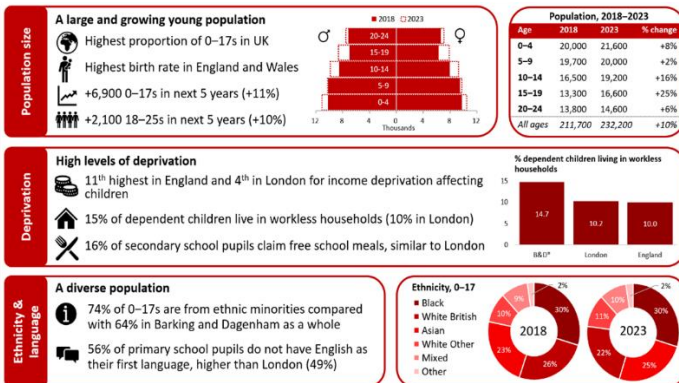 Population size
A large and growing young population
Highest proportion of 0–17s in UK
Highest birth rate in England and Wales
+6,900 0–17s in next 5 years (+11%)
+2,100 18–25s in next 5 years (+10%)
2018 2023
20-24
15-19
10-14
5-9
0-4
12 8 4 0 4 8 12
Thousands
Population, 2018–2023
Age 2018 2023 % change
0–4 20,000 21,600 +8%
5–9 19,700 20,000 +2%
10–14 16,500 19,200 +16%
15–19 13,300 16,600 +25%
20–24 13,800 14,600 +6%
All ages 211,700 232,200 +10%
Deprivation
High levels of deprivation
11th highest in England and 4th in London for income deprivation affecting
children
15% of dependent children live in workless households (10% in London)
16% of secondary school pupils claim free school meals, similar to London
% dependent children living in workless
households
15
10
5
0
14.7 10.2 10.0
B&D* London England
Ethnicity &
language
A diverse population
74% of 0–17s are from ethnic minorities compared
with 64% in Barking and Dagenham as a whole
56% of primary school pupils do not have English as
their first language, higher than London (49%)
Ethnicity, 0–17
Black
White British
Asian
White Other
Mixed
Other
2018
2%
30%
26%
23%
10%
9%
2023
2%
30%
25%
22%
11%
10%